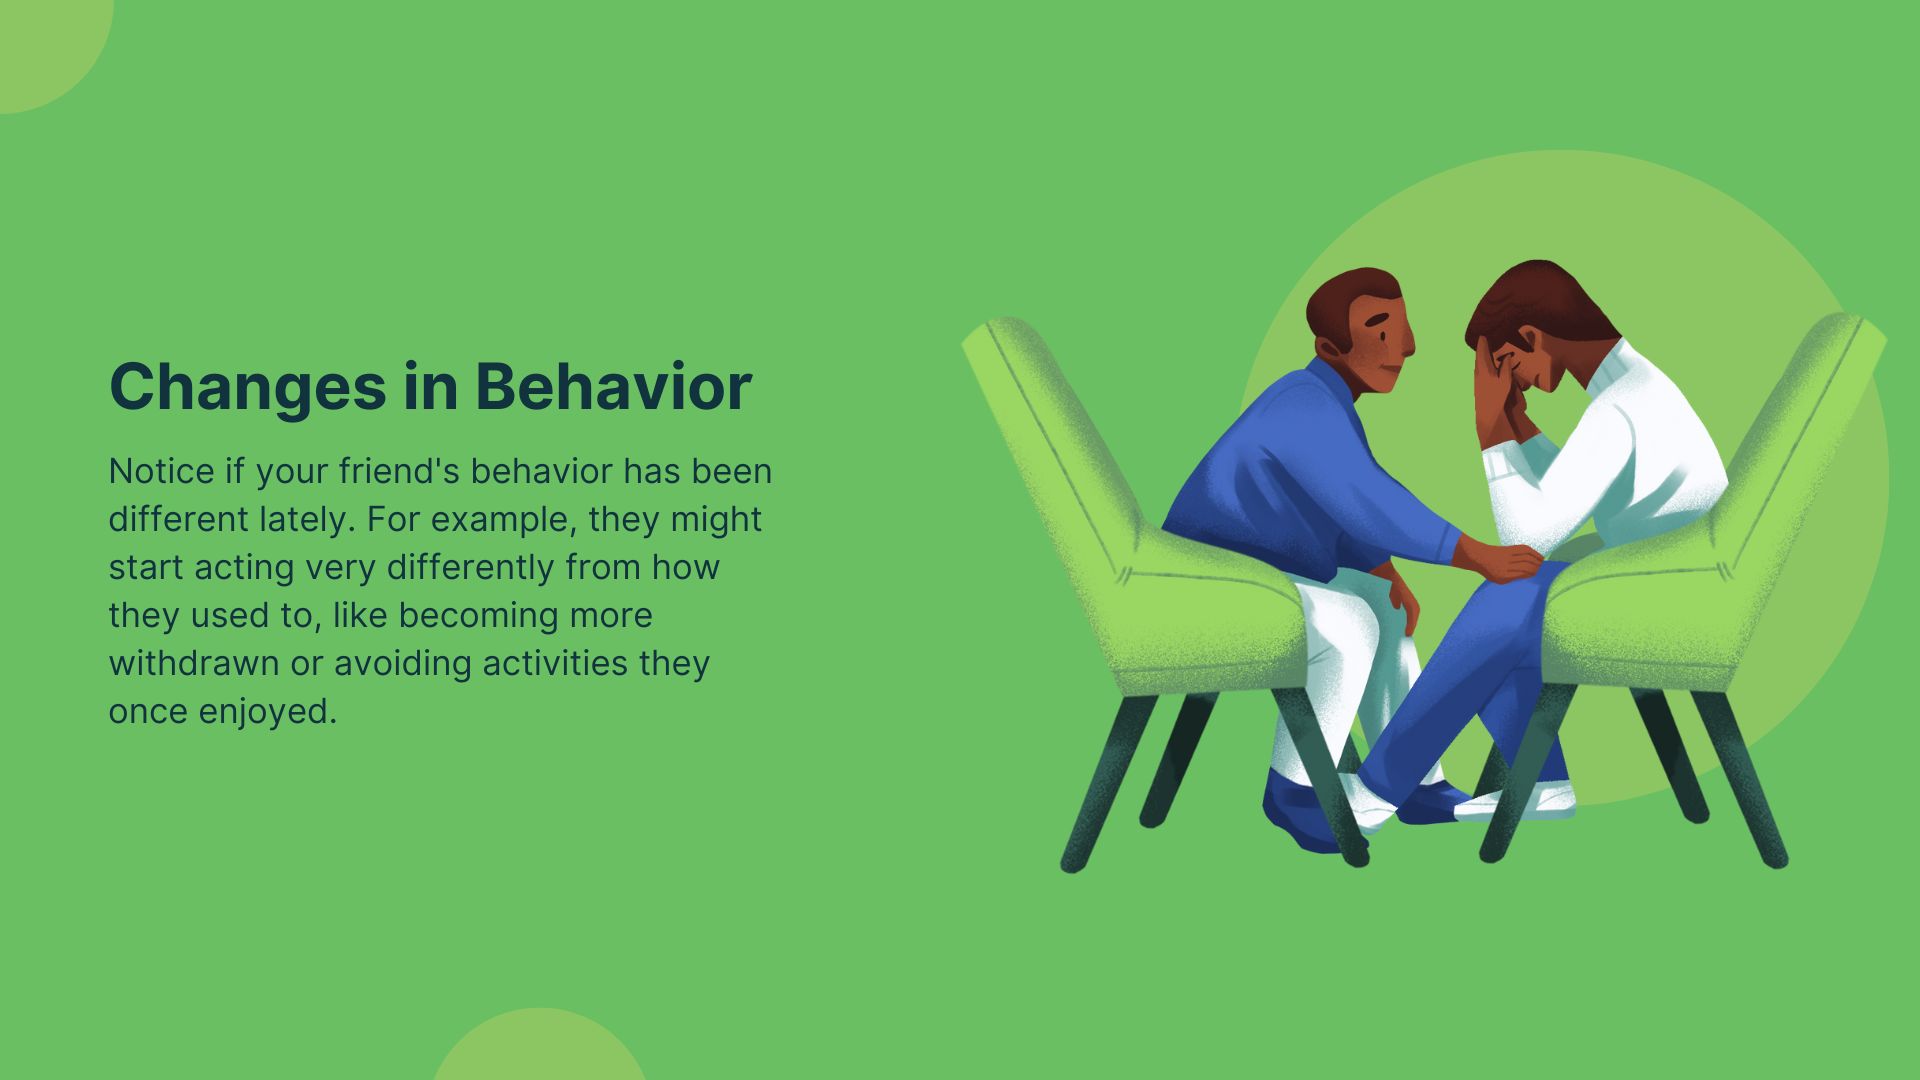 Changes in Behavior
Notice if your friend's behavior has been
different lately. For example, they might
start acting very differently from how
they used to, like becoming more
withdrawn or avoiding activities they
once enjoyed.